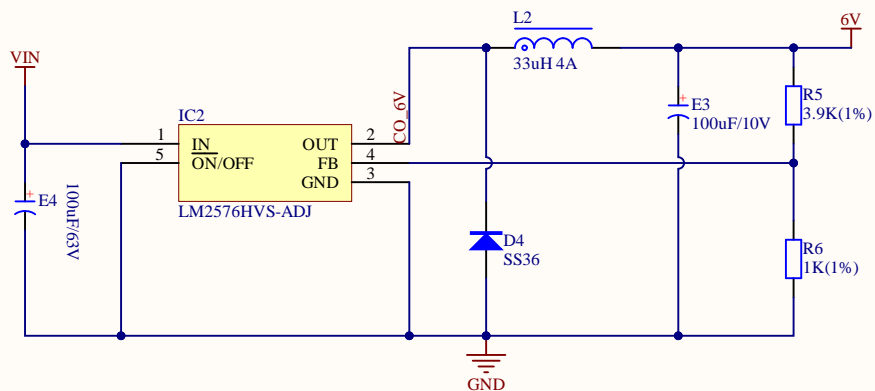 L2
33uH 4A
6V
VIN
IC2
1
IN
OUT
2
CO_6V
5
ON/OFF
FB
4
GND
3
LM2576HVS-ADJ
E4
100uF/63V
E3
100uF/10V
R5
3.9K(1%)
D4
SS36
R6
1K(1%)
GND